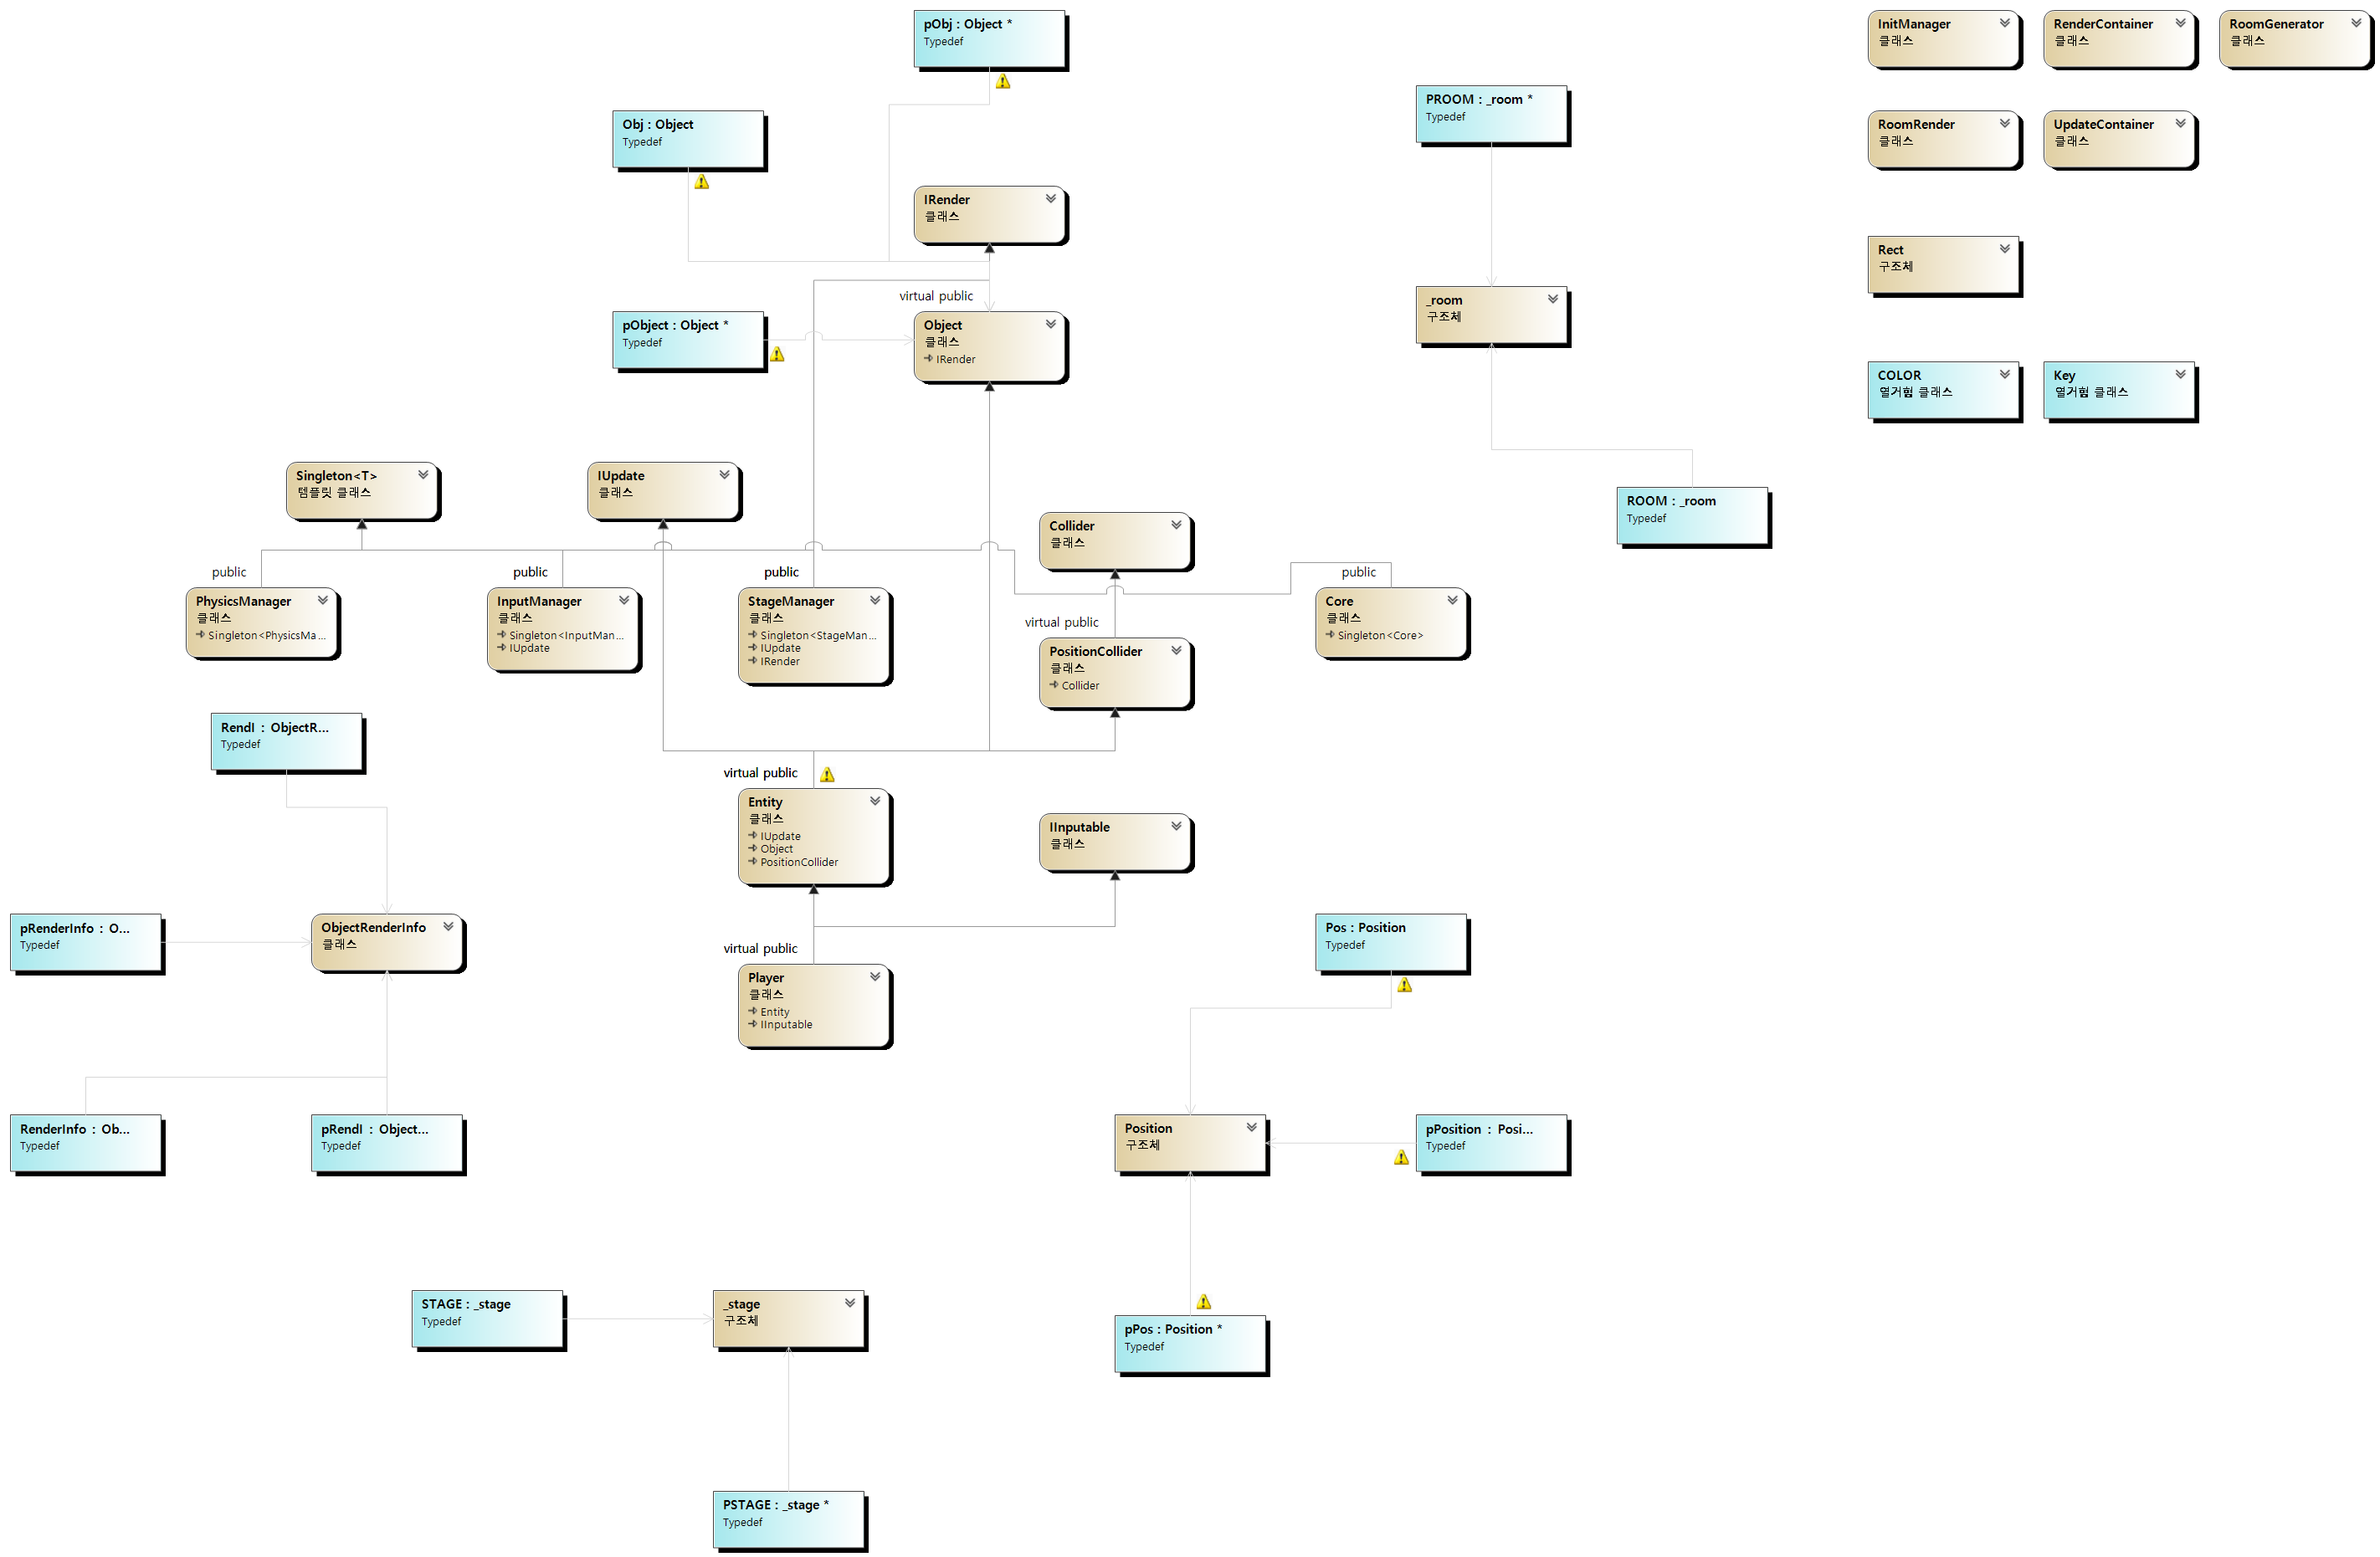 pObj : Object *
Typedef
InitManager
클래스
RenderContainer
클래스
RoomGenerator
클래스
PROOM : _room *
Typedef
Obj : Object
Typedef
RoomRender
클래스
UpdateContainer
클래스
IRender
클래스
Rect
구조체
virtual public
_room
구조체
pObject : Object *
Typedef
Object
클래스
IRender
COLOR
열거형 클래스
Key
열거형 클래스
Singleton<T>
템플릿 클래스
IUpdate
클래스
ROOM : _room
Typedef
Collider
클래스
public
public
public
public
PhysicsManager
클래스
Singleton<PhysicsMa...
InputManager
클래스
Singleton<InputMan...
IUpdate
StageManager
클래스
Singleton<StageMan...
IUpdate
IRender
Core
클래스
Singleton<Core>
virtual public
PositionCollider
클래스
Collider
RendI : ObjectR...
Typedef
virtual public
Entity
클래스
IUpdate
Object
PositionCollider
IInputable
클래스
pRenderInfo : O...
Typedef
ObjectRenderInfo
클래스
Pos : Position
Typedef
virtual public
Player
클래스
Entity
IInputable
RenderInfo : Ob...
Typedef
pRendI : Object...
Typedef
Position
구조체
pPosition : Posi...
Typedef
STAGE : _stage
Typedef
_stage
구조체
pPos : Position *
Typedef
PSTAGE : _stage *
Typedef